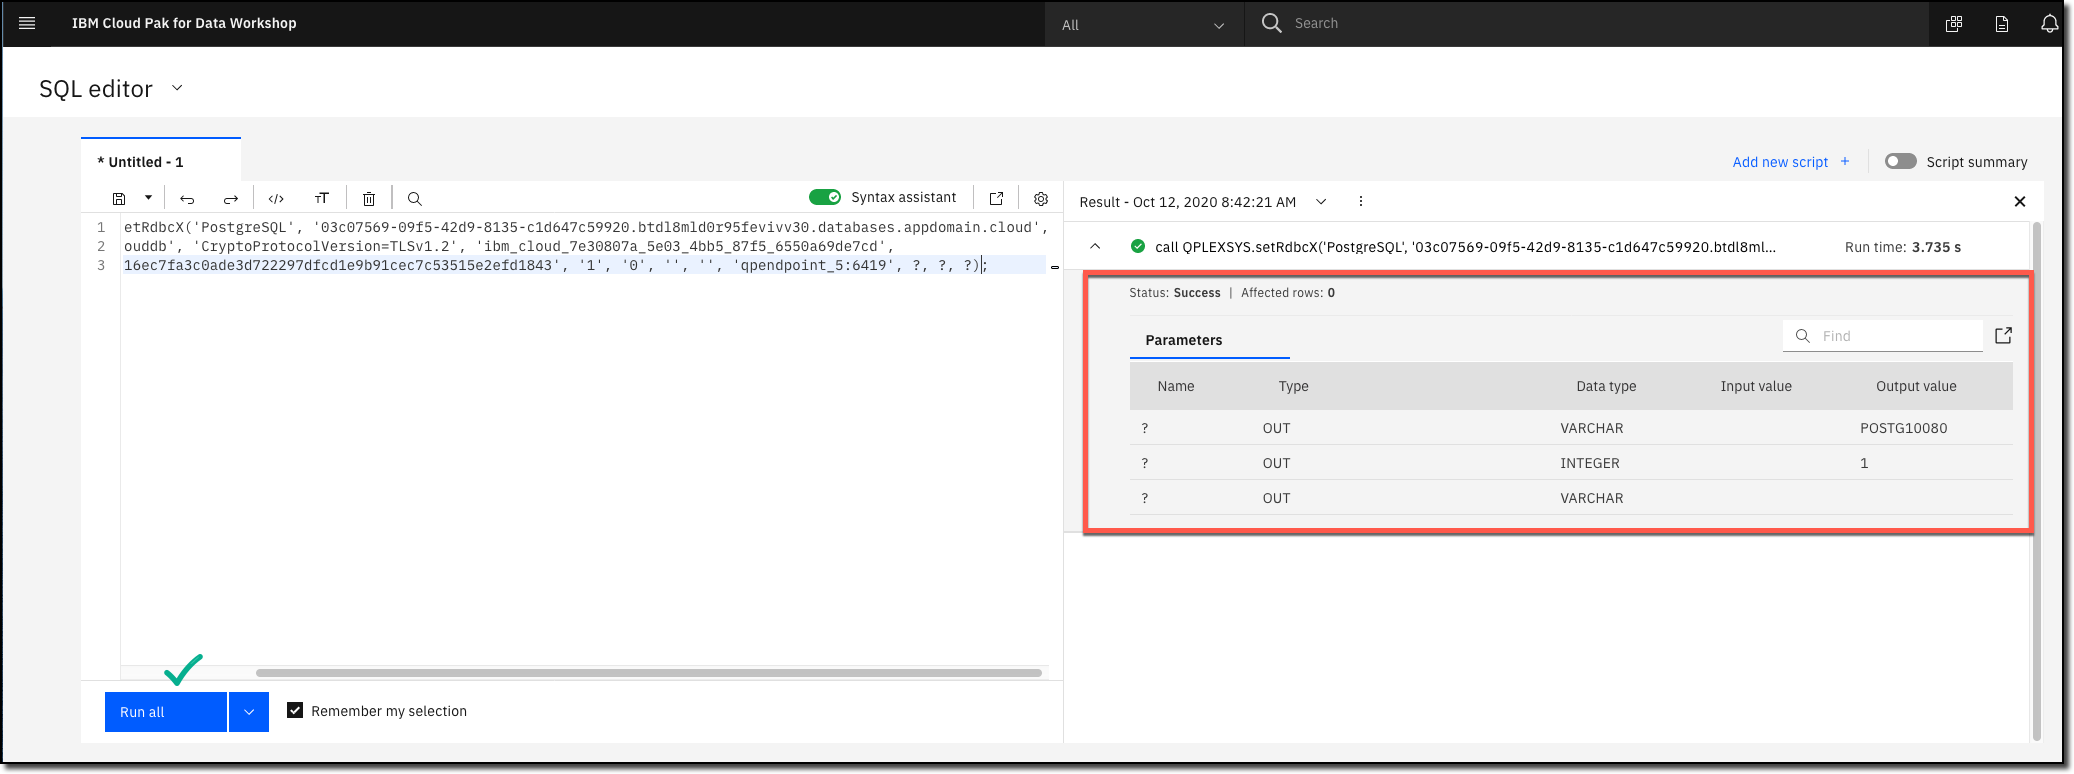 IBM Cloud Pak for Data Workshop
All
Search
SQL editor
* Untitled - 1
Add new script +
Script summary
Syntax assistant
Result - Oct 12, 2020 8:42:21 AM
1 etRdbcX('PostgreSQL', '03c07569-09f5-42d9-8135-c1d647c59920.btdl8mld0r95fevivv30.databases.appdomain.cloud',
2 ouddb', 'CryptoProtocolVersion=TLSv1.2', 'ibm_cloud_7e30807a_5e03_4bb5_87f5_6550a69de7cd',
3 16ec7fa3c0ade3d722297dfcd1e9b91cec7c53515e2efd1843', '1', '0', '', '', 'qpendpoint_5:6419', ?, ?, ?);
call QPLEXSYS.setRdbcX('PostgreSQL', '03c07569-09f5-42d9-8135-c1d647c59920.btdl8ml...
Run time: 3.735 s
Status: Success | Affected rows: 0
Parameters
Find
Name Type Data type Input value Output value
? OUT VARCHAR POSTG10080
? OUT INTEGER 1
? OUT VARCHAR
Run all
Remember my selection